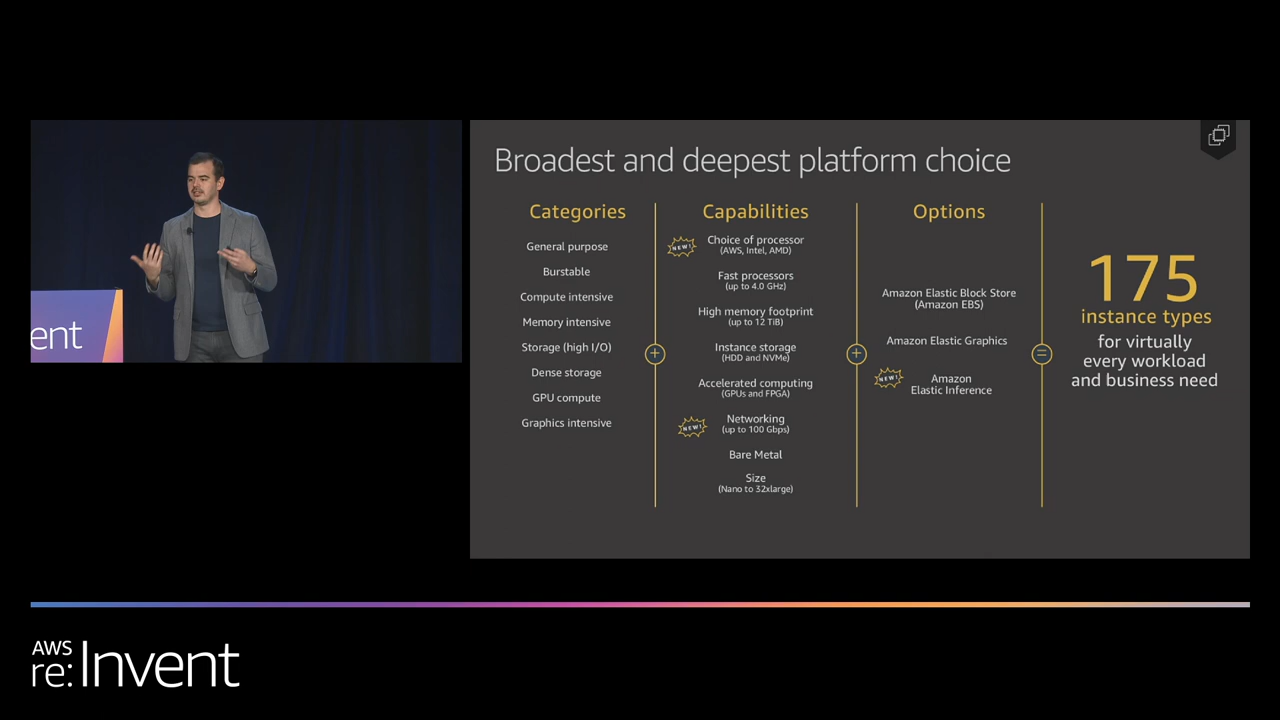 Broadest and deepest platform choice
Categories
General purpose
Burstable
Compute intensive
Memory intensive
Storage (high I/O)
Dense storage
GPU compute
Graphics intensive
+
Capabilities
NEW!
Choice of processor
(AWS, Intel, AMD)
Fast processors
(up to 4.0 GHz)
High memory footprint
(up to 12 TiB)
Instance storage
(HDD and NVMe)
Accelerated computing
(GPUs and FPGA)
NEW!
Networking
(up to 100 Gbps)
Bare Metal
Size
(Nano to 32xlarge)
+
Options
Amazon Elastic Block Store
(Amazon EBS)
Amazon Elastic Graphics
NEW!
Amazon
Elastic Inference
=
175
instance types
for virtually
every workload
and business need
ent
AWS
re:Invent